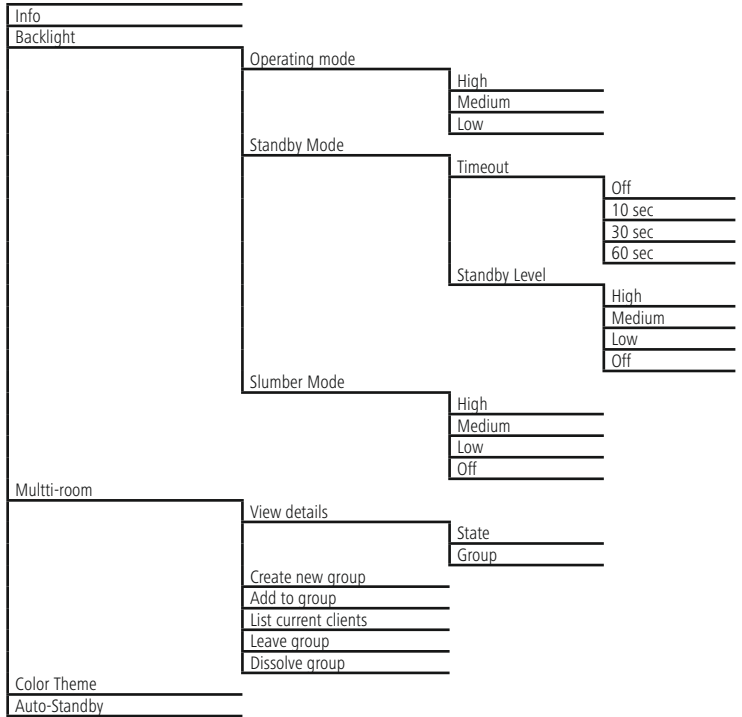 Info
Backlight
Operating mode
High
Medium
Low
Standby Mode
Timeout
Off
10 sec
30 sec
60 sec
Standby Level
High
Medium
Low
Off
Slumber Mode
High
Medium
Low
Off
Multti-room
View details
State
Group
Create new group
Add to group
List current clients
Leave group
Dissolve group
Color Theme
Auto-Standby